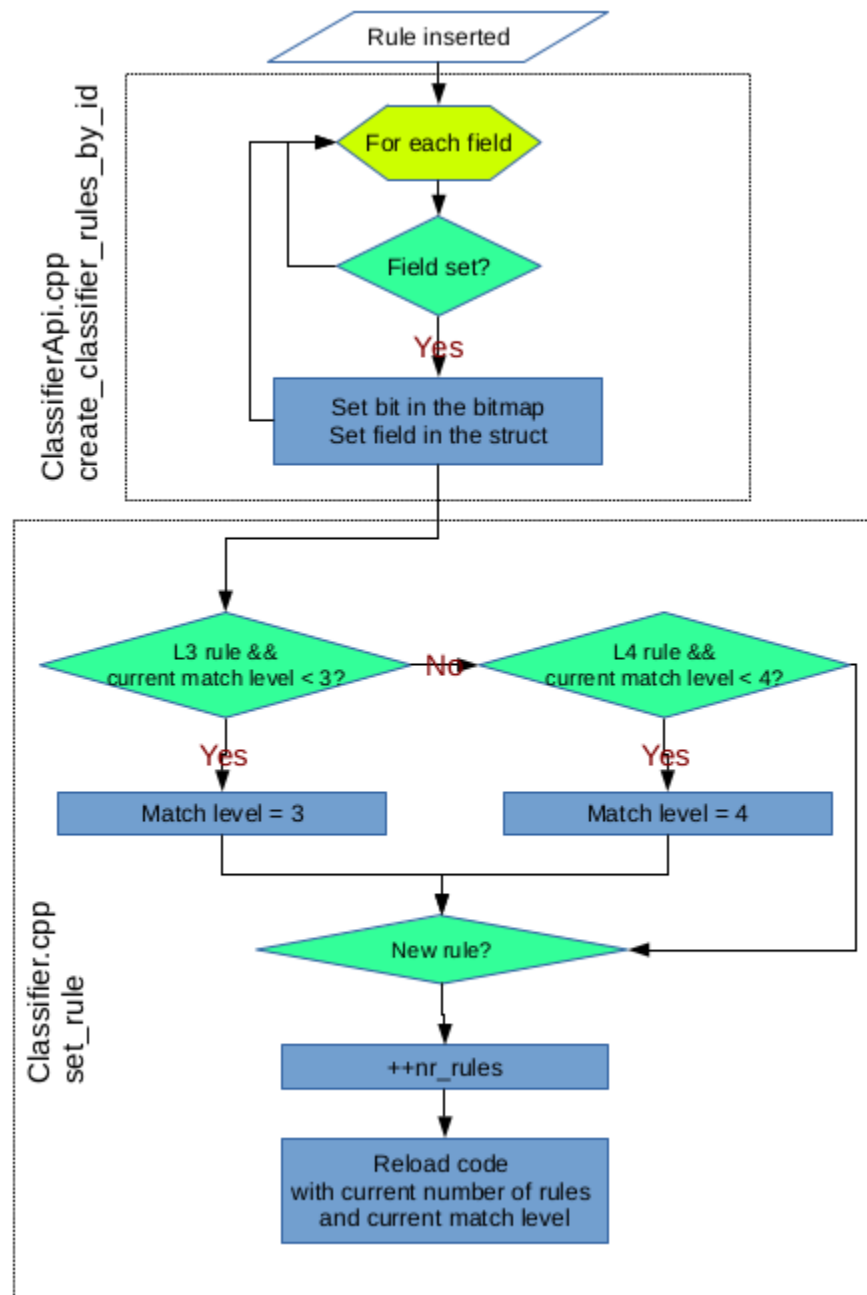 Rule inserted
ClassifierApi.cpp
create_classifier_rules_by_id
For each field
Field set?
Yes
Set bit in the bitmap
Set field in the struct
Classifier.cpp
set_rule
L3 rule &&
current match level < 3?
No
L4 rule &&
current match level < 4?
Yes
Yes
Match level = 3
Match level = 4
New rule?
++nr_rules
Reload code
with current number of rules
and current match level